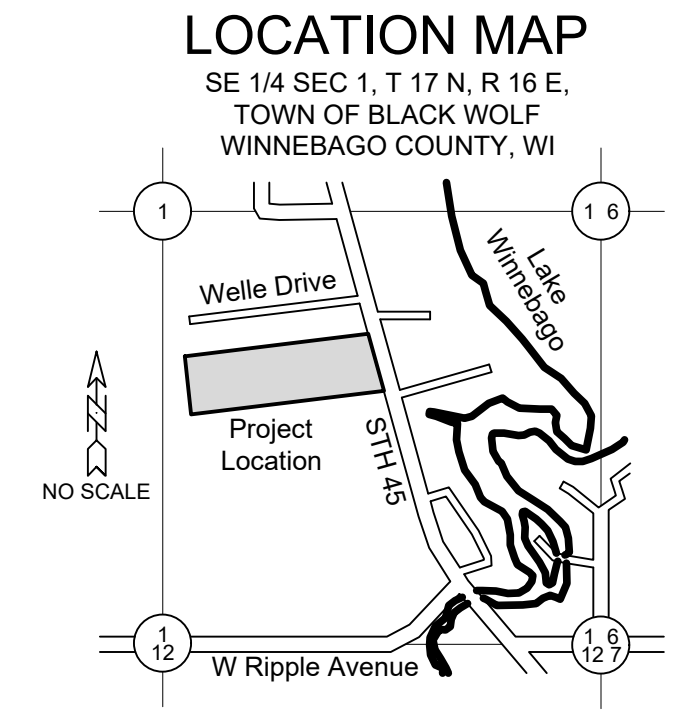 LOCATION MAP
SE 1/4 SEC 1, T 17 N, R 16 E,
TOWN OF BLACK WOLF
WINNEBAGO COUNTY, WI
1
1 6
Lake
Winnebago
Welle Drive
Project
Location
STH 45
N
NO SCALE
1
12
1 6
12 7
W Ripple Avenue